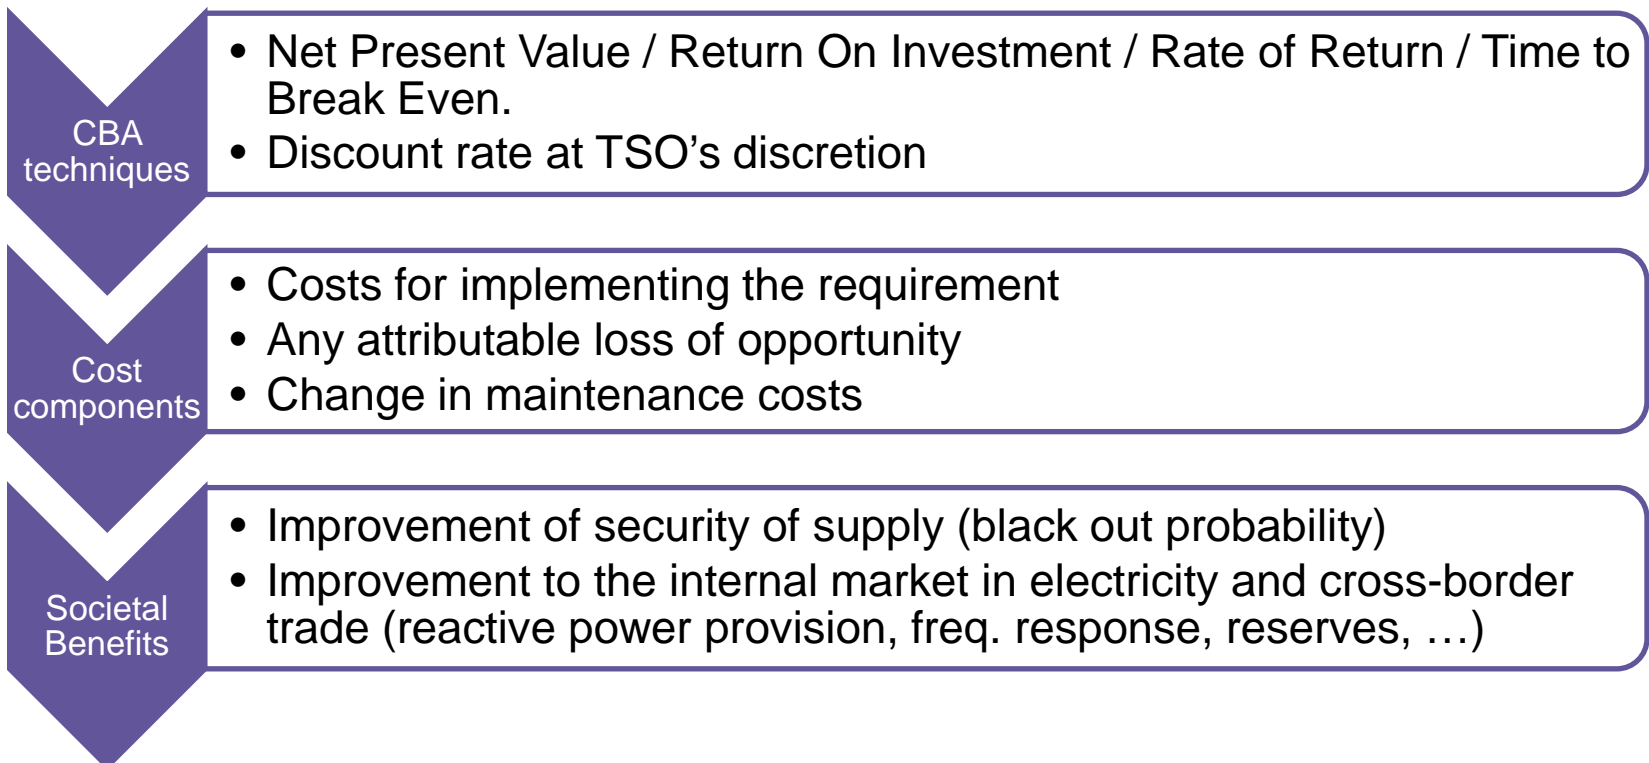 CBA
techniques
• Net Present Value / Return On Investment / Rate of Return / Time to
Break Even.
• Discount rate at TSO’s discretion
Cost
components
• Costs for implementing the requirement
• Any attributable loss of opportunity
• Change in maintenance costs
Societal
Benefits
• Improvement of security of supply (black out probability)
• Improvement to the internal market in electricity and cross-border
trade (reactive power provision, freq. response, reserves, …)